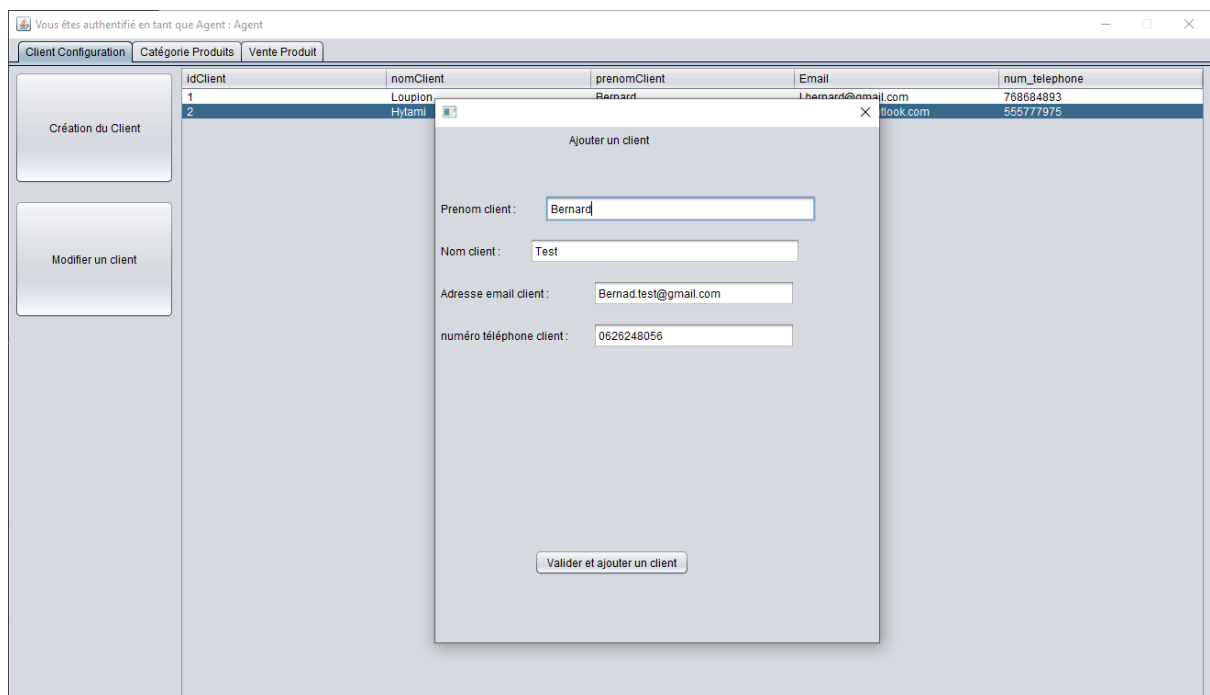 Vous êtes authentifié en tant que Agent : Agent
Client Configuration Catégorie Produits Vente Produit
idClient nomClient prenomClient Email num_telephone
1 Loupion Bernard l.bernard@gmail.com 768684893
2 Hytami tlook.com 555777975
Création du Client
Modifier un client
Ajouter un client
Prenom client : Bernard
Nom client : Test
Adresse email client : Bernad.test@gmail.com
numéro téléphone client : 0626248056
Valider et ajouter un client